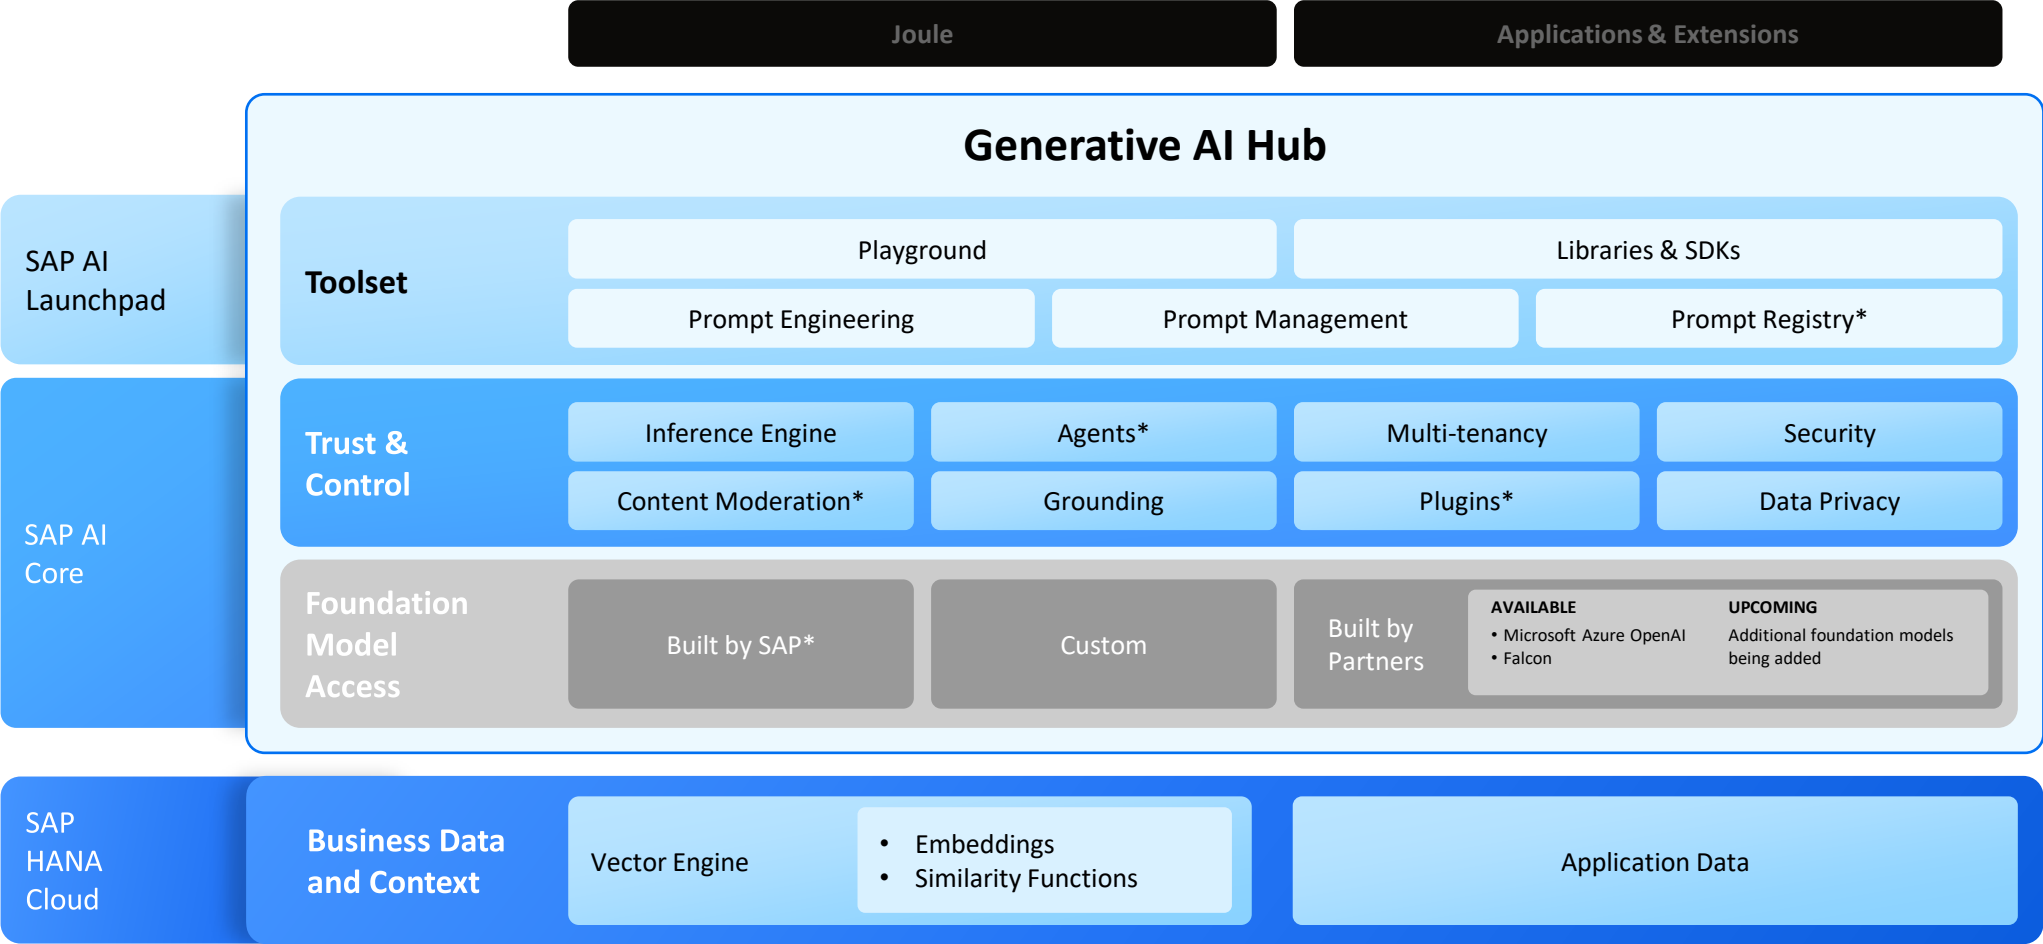 Joule
Applications & Extensions
Generative AI Hub
SAP AI
Launchpad
Toolset
Playground
Libraries & SDKs
Prompt Engineering
Prompt Management
Prompt Registry*
SAP AI
Core
Trust &
Control
Inference Engine
Agents*
Multi-tenancy
Security
Content Moderation*
Grounding
Plugins*
Data Privacy
Foundation
Model
Access
Built by SAP*
Custom
Built by
Partners
AVAILABLE
• Microsoft Azure OpenAI
• Falcon
UPCOMING
Additional foundation models
being added
SAP
HANA
Cloud
Business Data
and Context
Vector Engine
• Embeddings
• Similarity Functions
Application Data